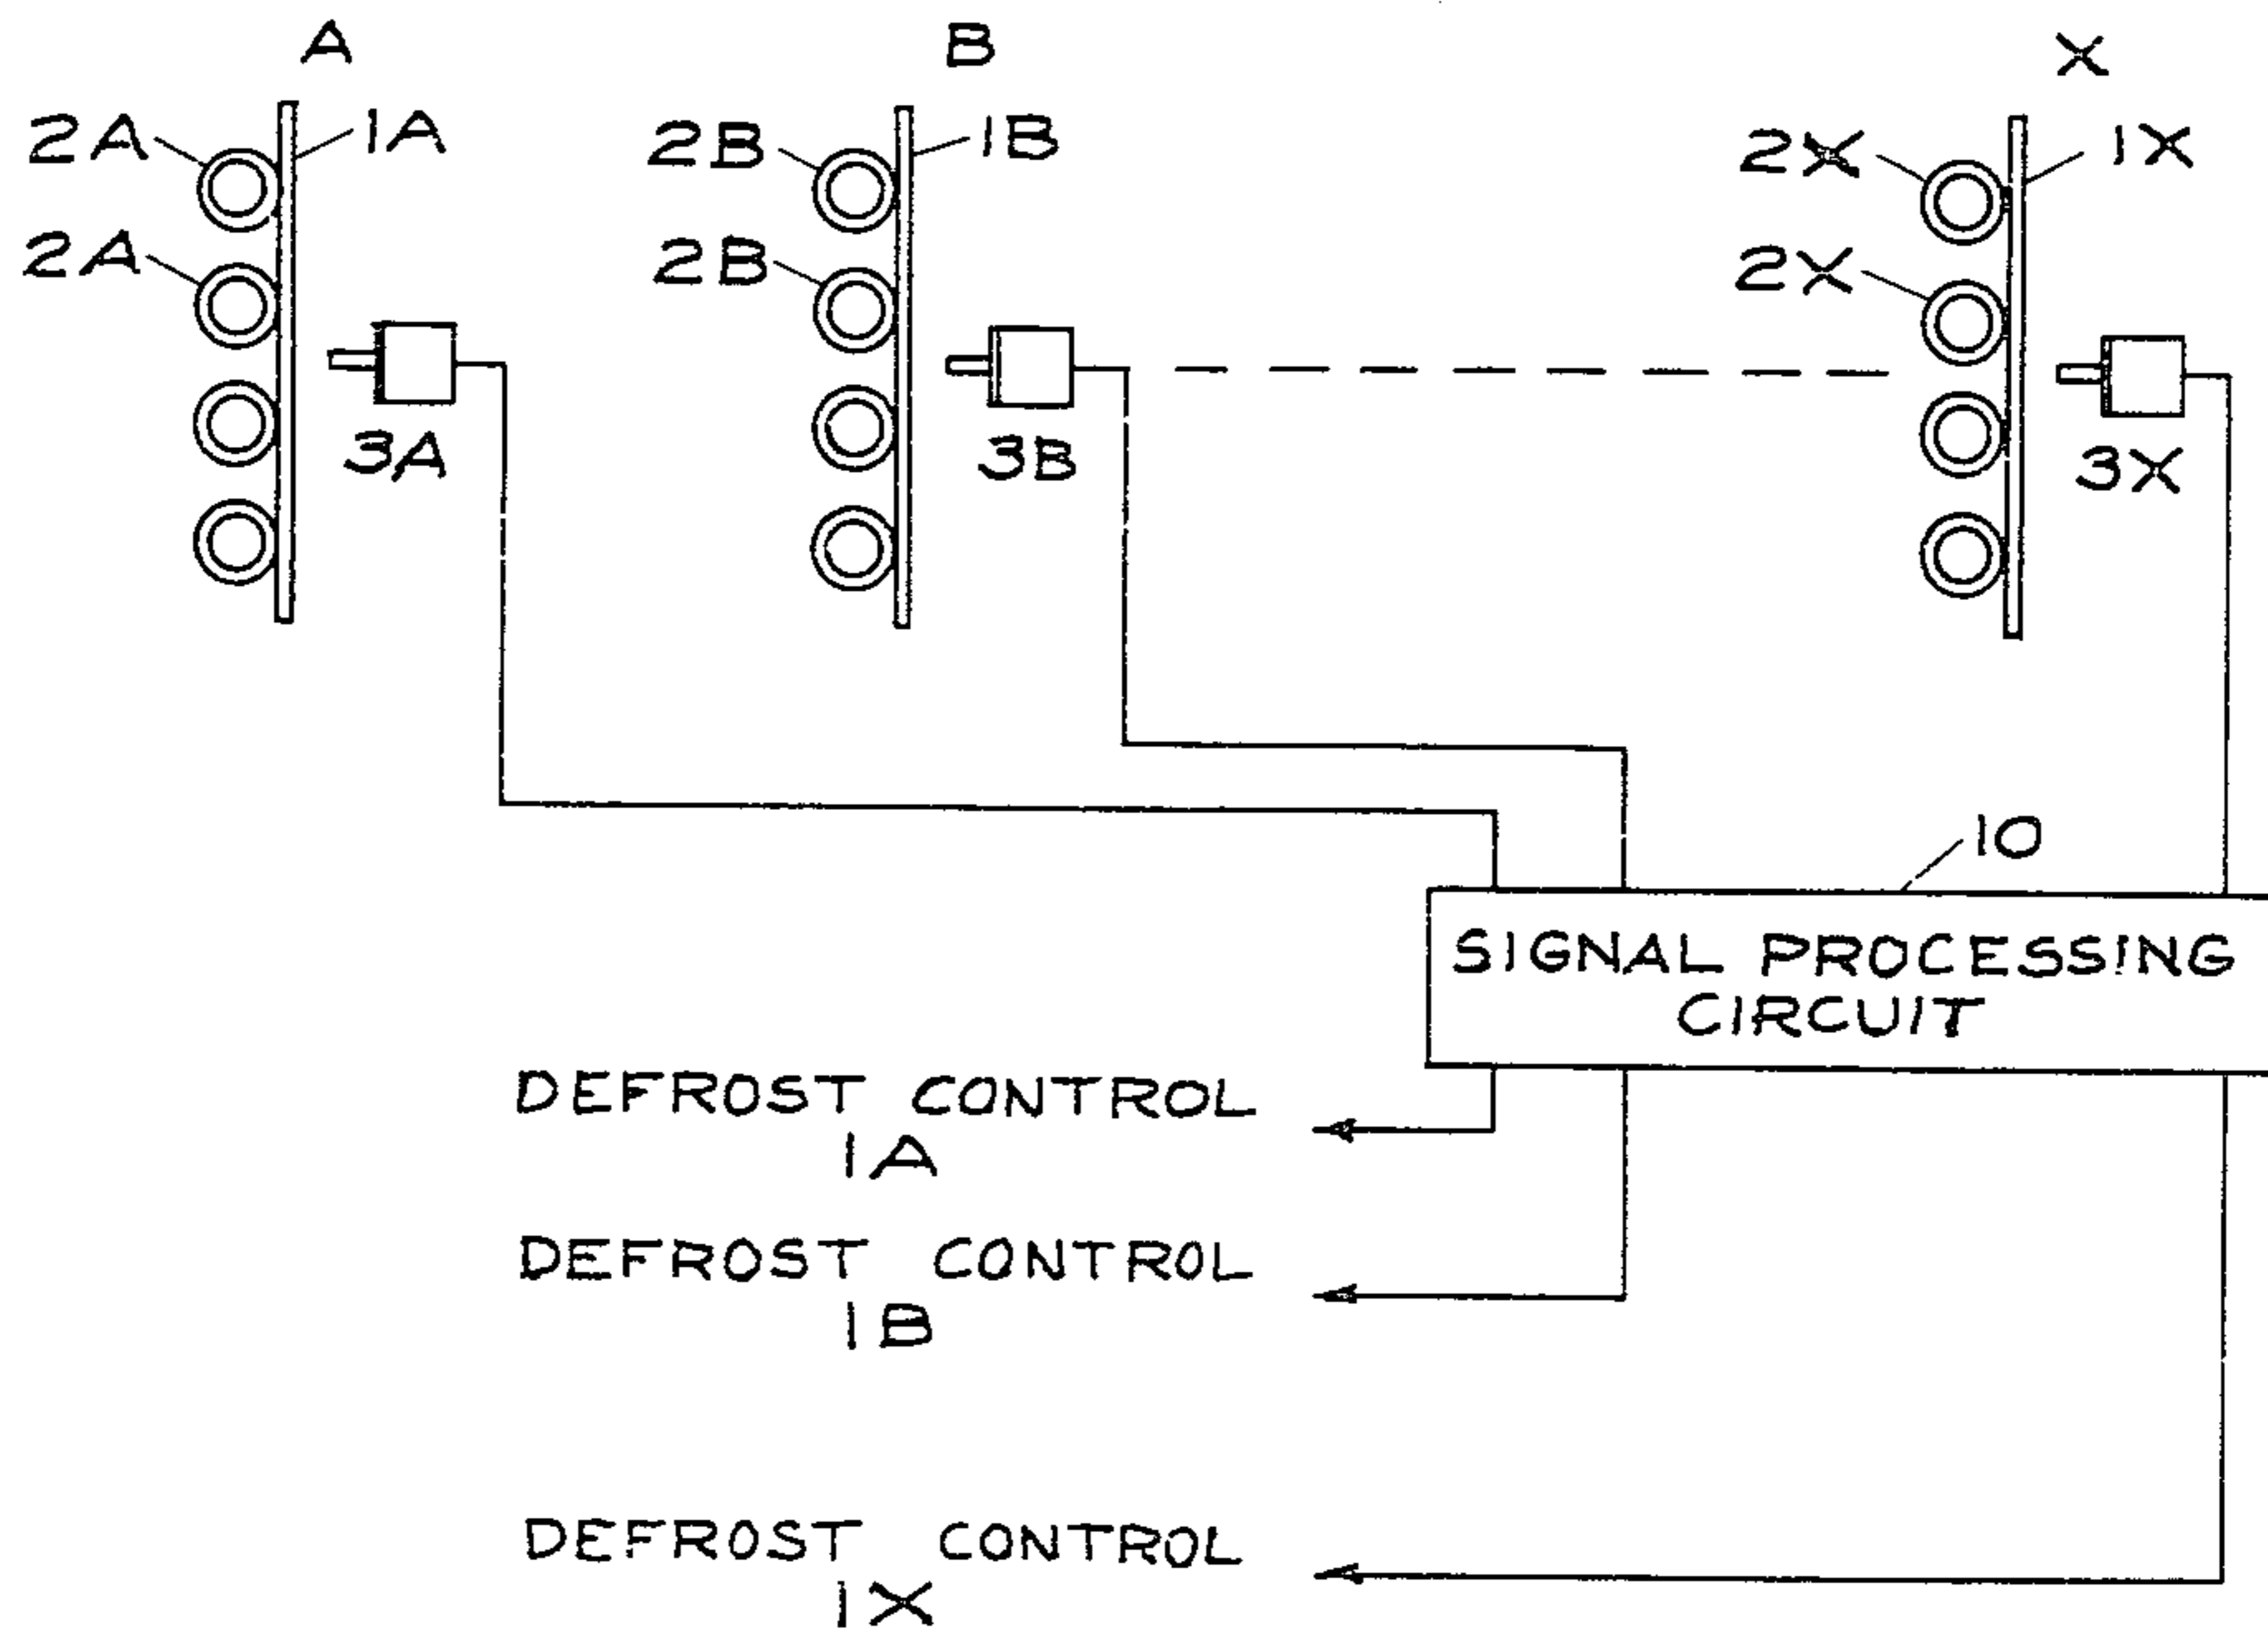 A
B
X
2A
1A
2B
1B
2X
1X
2A
2B
2X
3A
3B
3X
10
SIGNAL PROCESSING
CIRCUIT
DEFROST CONTROL
1A
DEFROST CONTROL
1B
DEFROST CONTROL
1X